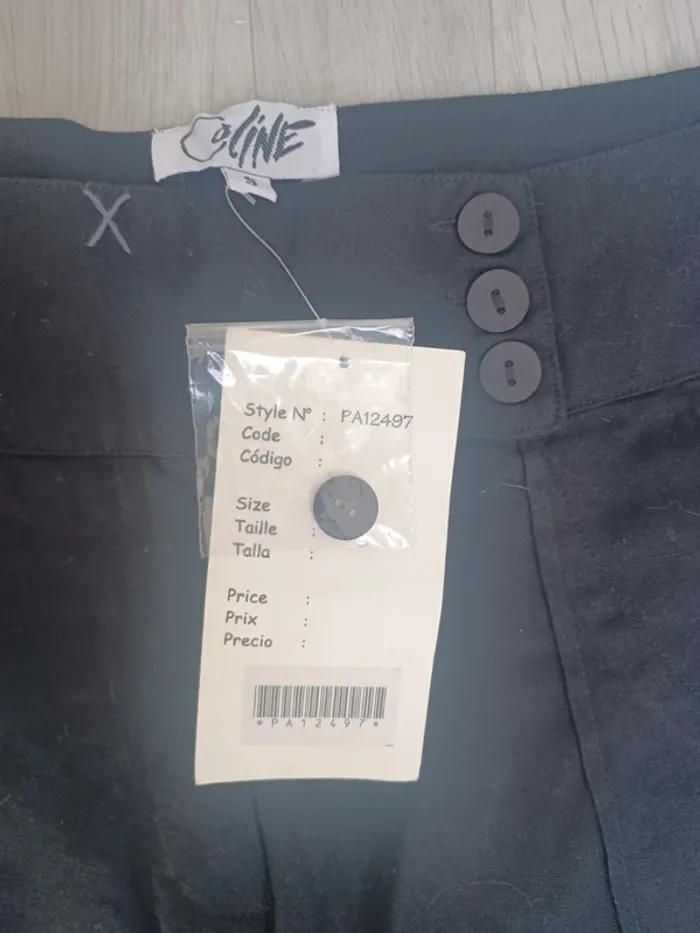 Coline
S
Style N° : PA12497
Code :
Código :
Size
Taille :
Talla :
Price :
Prix :
Precio :
*PA12497*